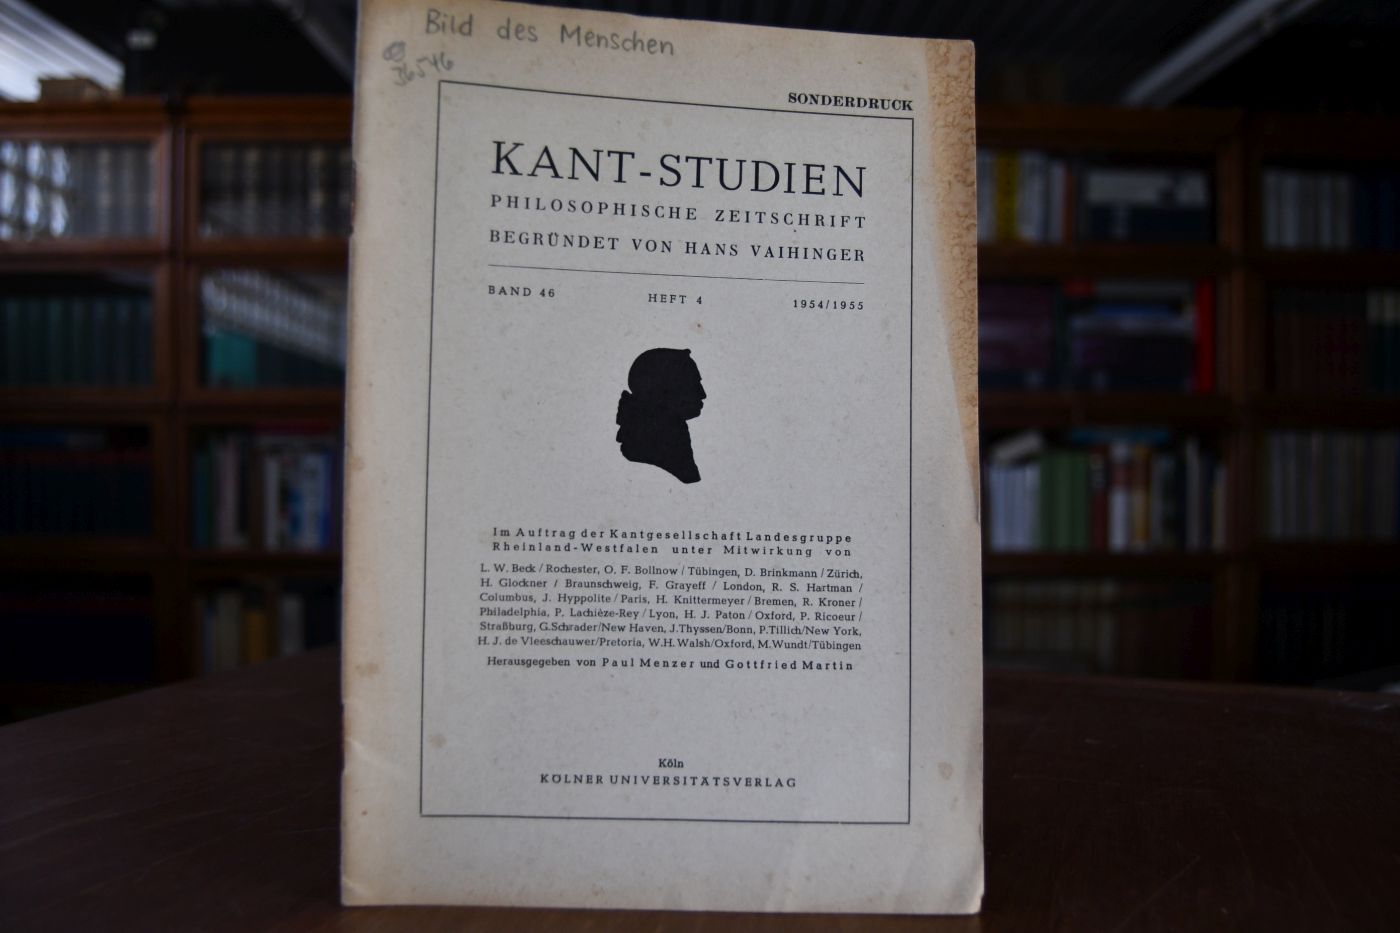 Bild des Menschen
36546
SONDERDRUCK
KANT-STUDIEN
PHILOSOPHISCHE ZEITSCHRIFT
BEGRÜNDET VON HANS VAIHINGER
BAND 46 HEFT 4 1954/1955
Im Auftrag der Kantgesellschaft Landesgruppe
Rheinland-Westfalen unter Mitwirkung von
L. W. Beck / Rochester, O. F. Bollnow / Tübingen, D. Brinkmann / Zürich,
H. Glockner / Braunschweig, F. Grayeff / London, R. S. Hartman /
Columbus, J. Hyppolite / Paris, H. Knittermeyer / Bremen, R. Kroner /
Philadelphia, P. Lachièze-Rey / Lyon, H. J. Paton / Oxford, P. Ricoeur /
Straßburg, G. Schrader/New Haven, J. Thyssen/Bonn, P. Tillich/New York,
H. J. de Vleeschauwer/Pretoria, W. H. Walsh/Oxford, M. Wundt/Tübingen
Herausgegeben von Paul Menzer und Gottfried Martin
Köln
KÖLNER UNIVERSITÄTSVERLAG